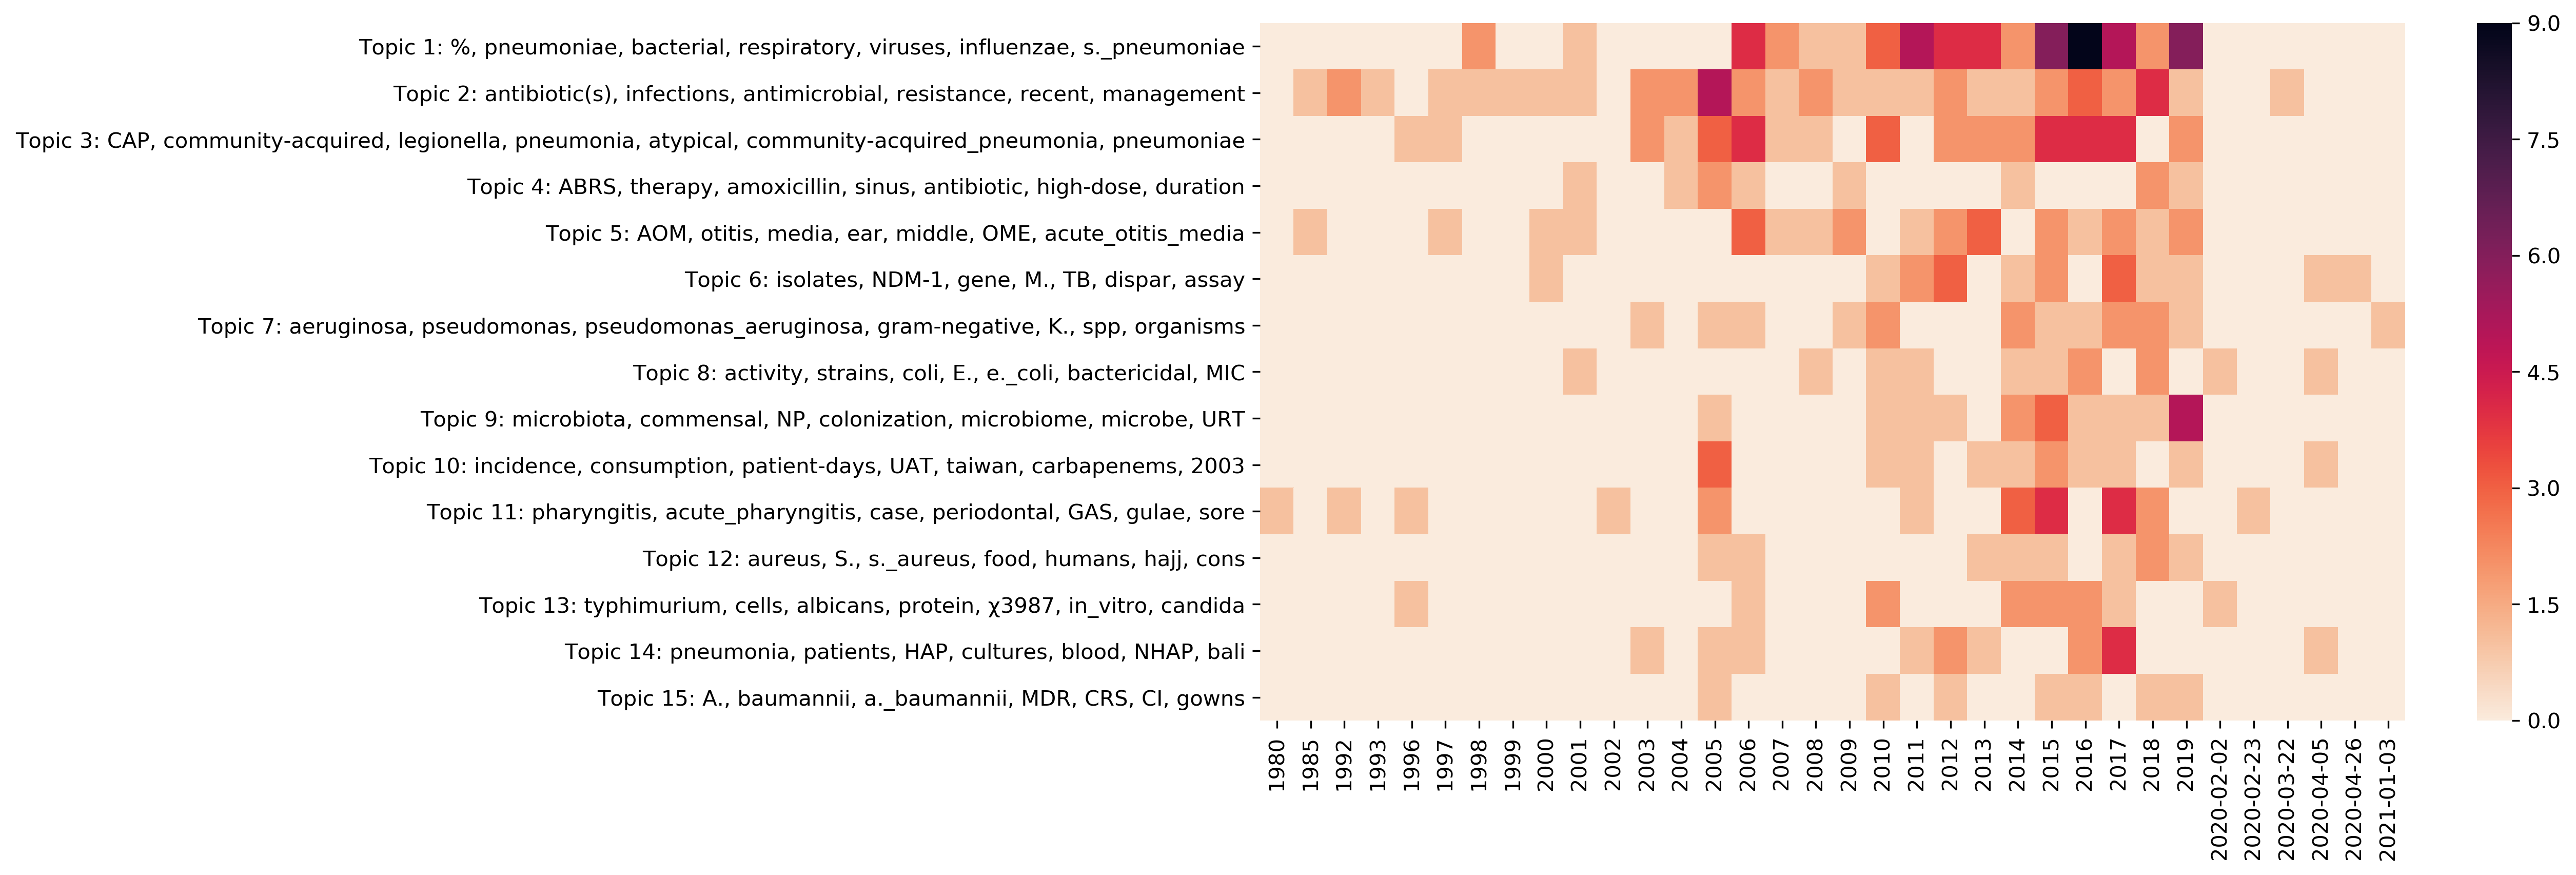 Topic 1: %, pneumoniae, bacterial, respiratory, viruses, influenzae, s._pneumoniae
Topic 2: antibiotic(s), infections, antimicrobial, resistance, recent, management
Topic 3: CAP, community-acquired, legionella, pneumonia, atypical, community-acquired_pneumonia, pneumoniae
Topic 4: ABRS, therapy, amoxicillin, sinus, antibiotic, high-dose, duration
Topic 5: AOM, otitis, media, ear, middle, OME, acute_otitis_media
Topic 6: isolates, NDM-1, gene, M., TB, dispar, assay
Topic 7: aeruginosa, pseudomonas, pseudomonas_aeruginosa, gram-negative, K., spp, organisms
Topic 8: activity, strains, coli, E., e._coli, bactericidal, MIC
Topic 9: microbiota, commensal, NP, colonization, microbiome, microbe, URT
Topic 10: incidence, consumption, patient-days, UAT, taiwan, carbapenems, 2003
Topic 11: pharyngitis, acute_pharyngitis, case, periodontal, GAS, gulae, sore
Topic 12: aureus, S., s._aureus, food, humans, hajj, cons
Topic 13: typhimurium, cells, albicans, protein, χ3987, in_vitro, candida
Topic 14: pneumonia, patients, HAP, cultures, blood, NHAP, bali
Topic 15: A., baumannii, a._baumannii, MDR, CRS, CI, gowns
1980
1985
1992
1993
1996
1997
1998
1999
2000
2001
2002
2003
2004
2005
2006
2007
2008
2009
2010
2011
2012
2013
2014
2015
2016
2017
2018
2019
2020-02-02
2020-02-23
2020-03-22
2020-04-05
2020-04-26
2021-01-03
9.0
7.5
6.0
4.5
3.0
1.5
0.0